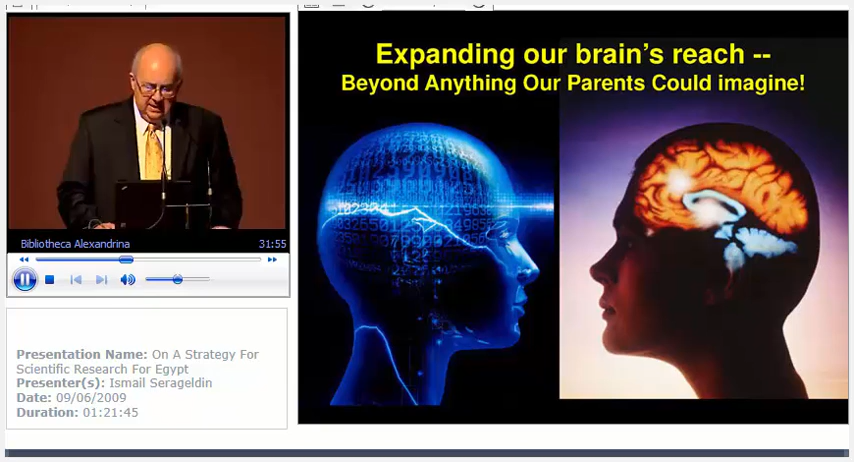 Expanding our brain's reach --
Beyond Anything Our Parents Could imagine!
Bibliotheca Alexandrina 31:55
Presentation Name: On A Strategy For
Scientific Research For Egypt
Presenter(s): Ismail Serageldin
Date: 09/06/2009
Duration: 01:21:45